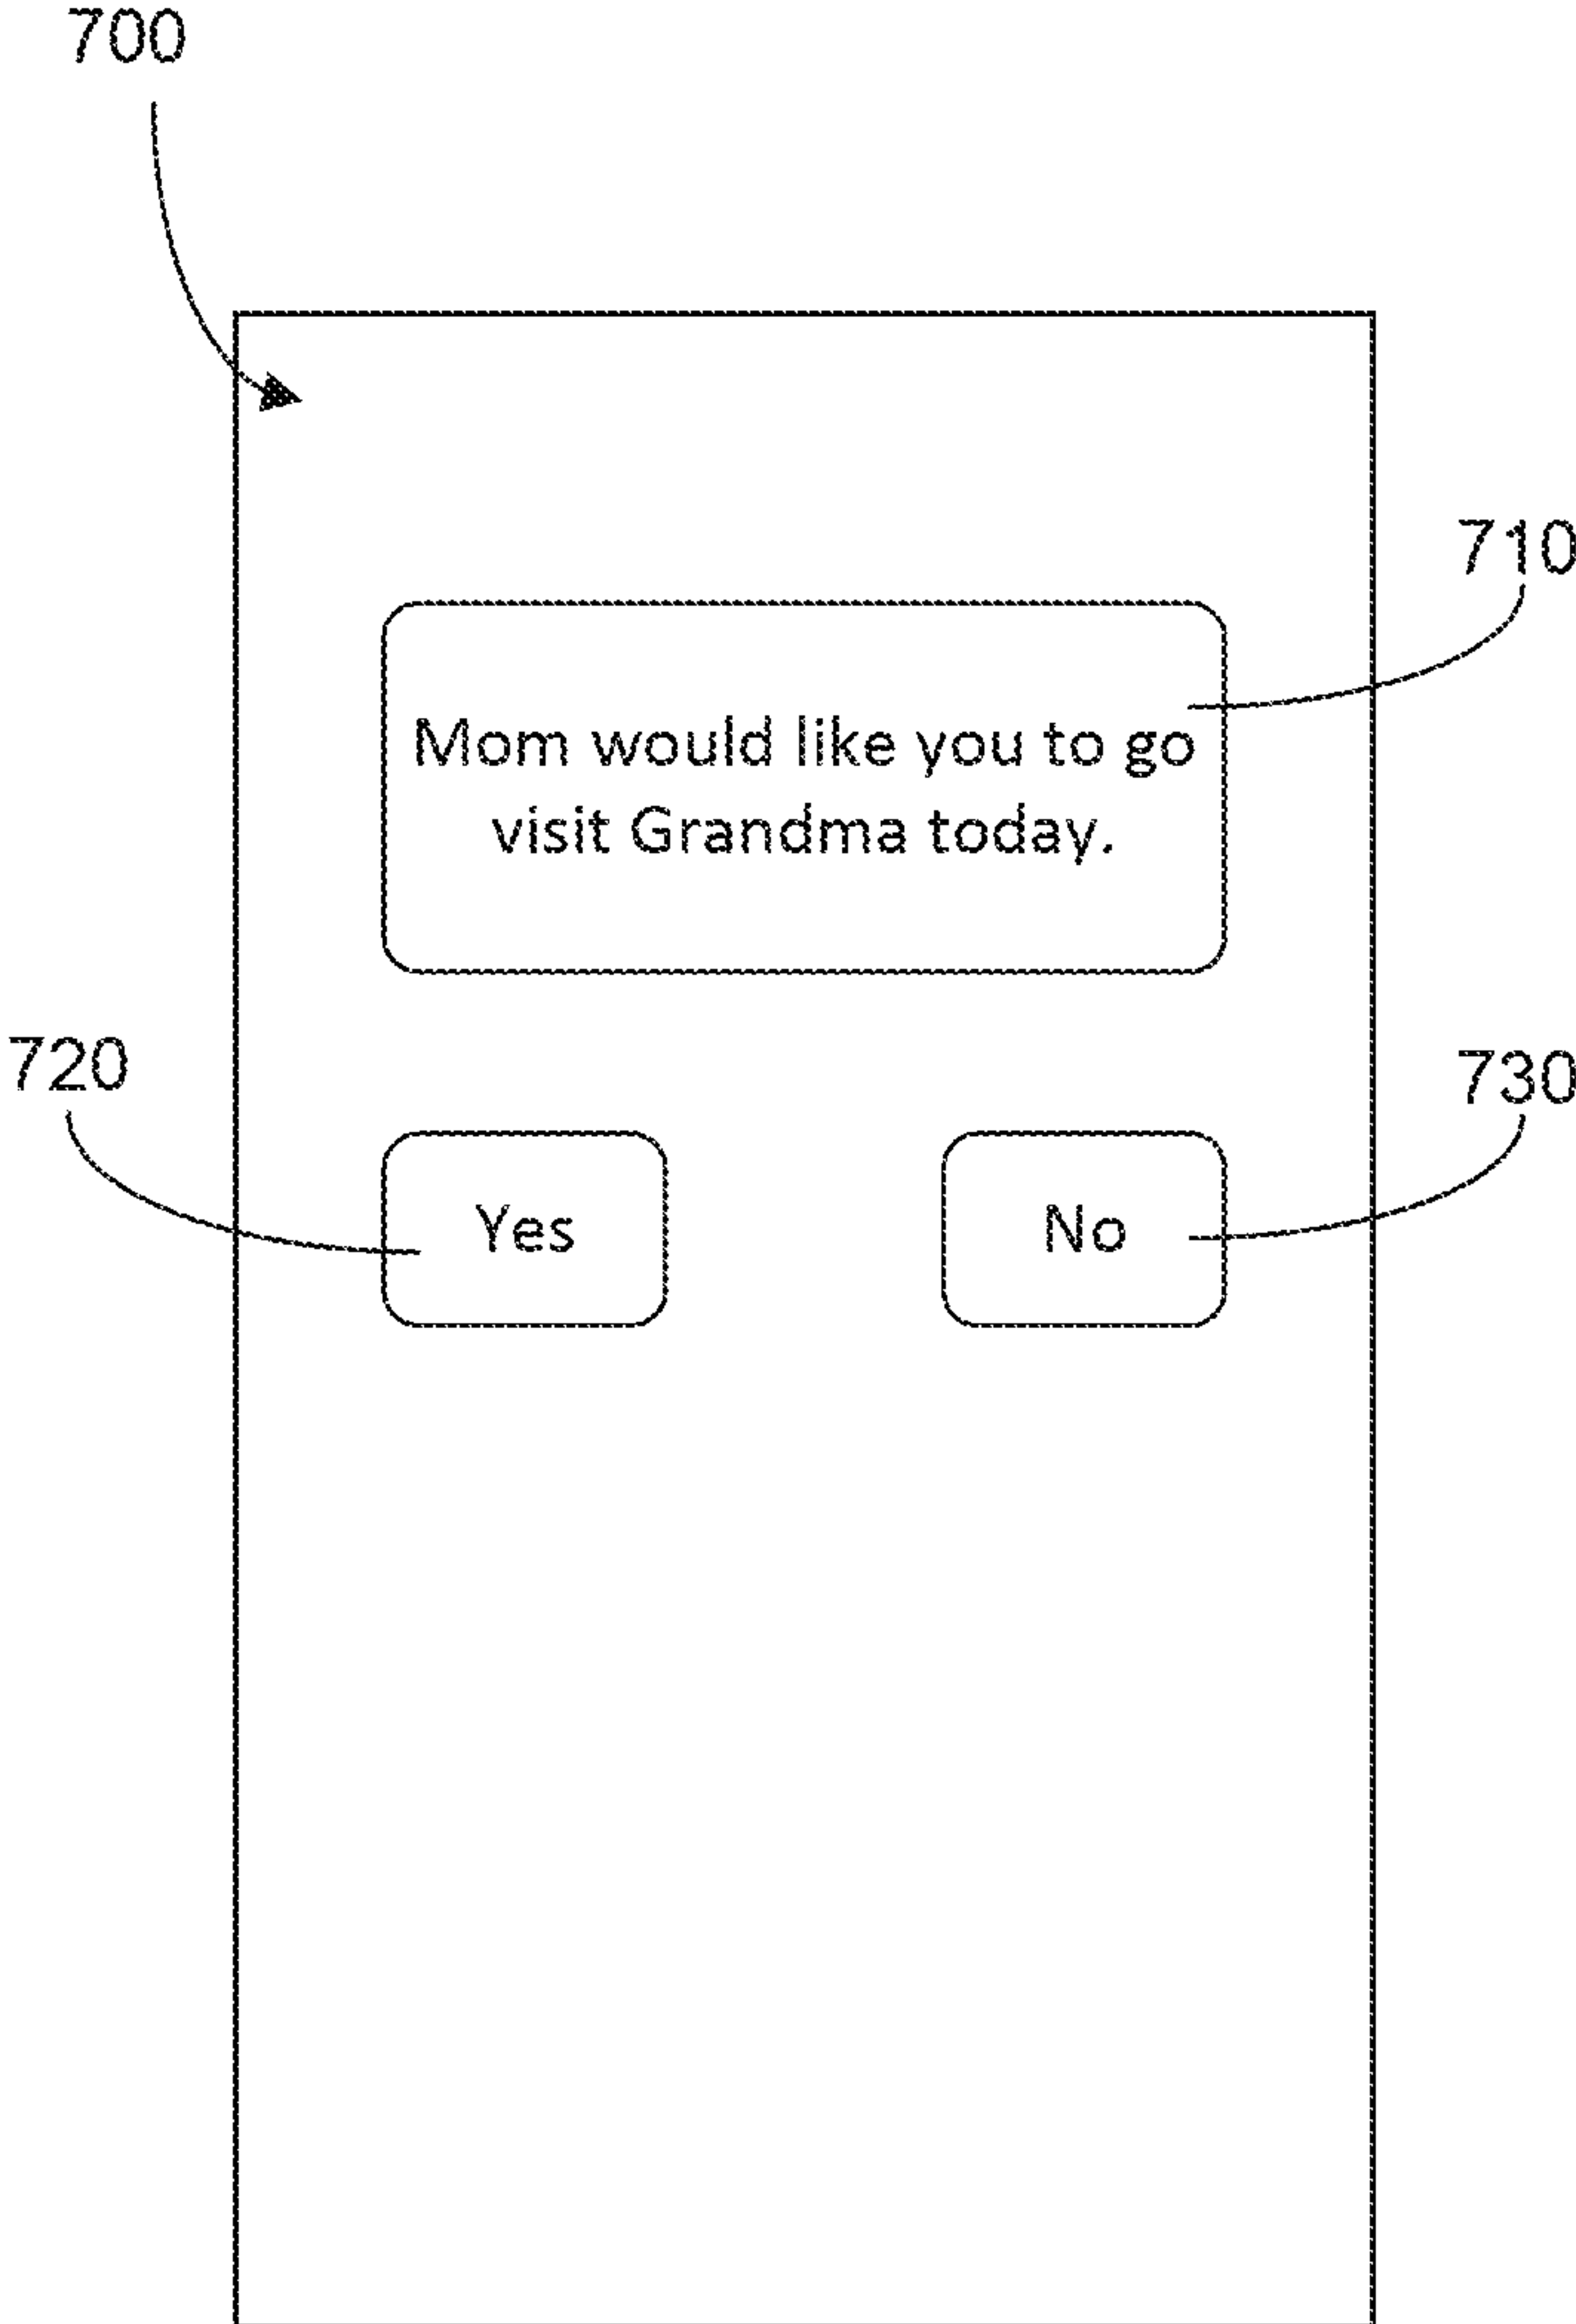 700
710
Mom would like you to go
visit Grandma today.
720
730
Yes
No